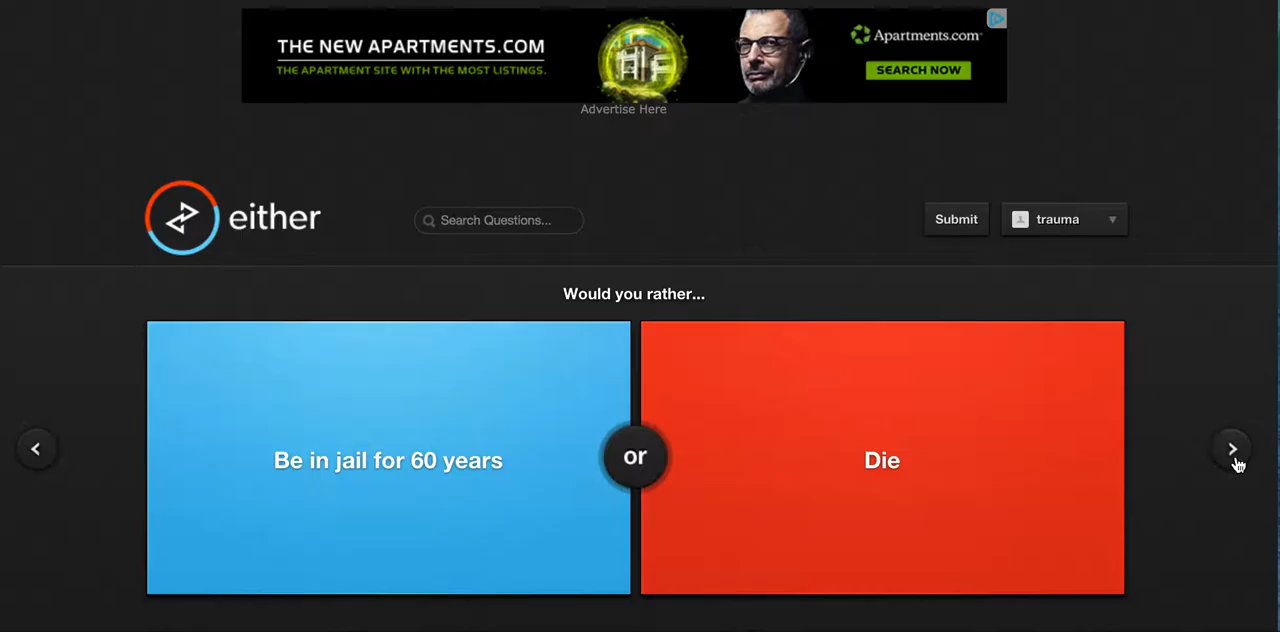 THE NEW APARTMENTS.COM
THE APARTMENT SITE WITH THE MOST LISTINGS.
Apartments.com
SEARCH NOW
Advertise Here
either
Search Questions...
Submit
trauma
Would you rather...
Be in jail for 60 years
or
Die